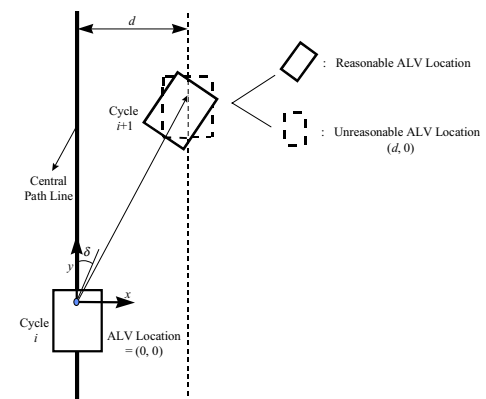 d
Cycle
i+1
: Reasonable ALV Location
: Unreasonable ALV Location
(d, 0)
Central
Path Line
δ
y
x
Cycle
i
ALV Location
= (0, 0)